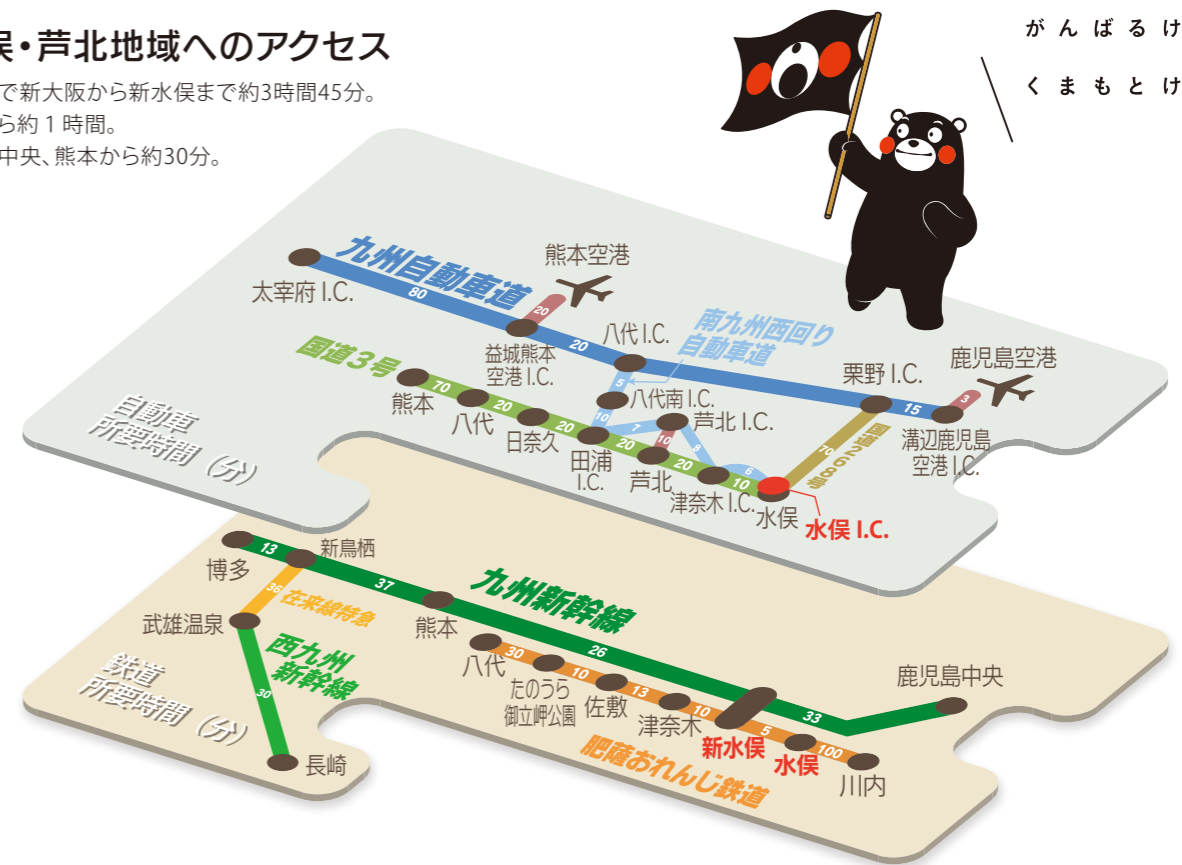 ・芦北地域へのアクセス
で新大阪から新水俣まで約3時間45分。
ら約1時間。
中央、熊本から約30分。
がんばるけ
くまもとけ
九州自動車道
熊本空港
太宰府 I.C.
80
20
20
益城熊本
空港 I.C.
八代 I.C.
南九州西回り
自動車道
栗野 I.C.
鹿児島空港
15
3
溝辺鹿児島
空港 I.C.
国道3号
熊本
70
八代
20
日奈久
20
田浦
I.C.
5
八代南 I.C.
10
7
芦北 I.C.
10
20
芦北
8
20
津奈木 I.C.
6
10
水俣
水俣 I.C.
70
国道268号
自動車
所要時間（分）
博多
13
新鳥栖
36
在来線特急
37
熊本
九州新幹線
26
33
鹿児島中央
武雄温泉
西九州
新幹線
30
長崎
八代
30
たのうら
御立岬公園
10
佐敷
13
津奈木
10
新水俣
5
水俣
100
川内
肥薩おれんじ鉄道
鉄道
所要時間（分）